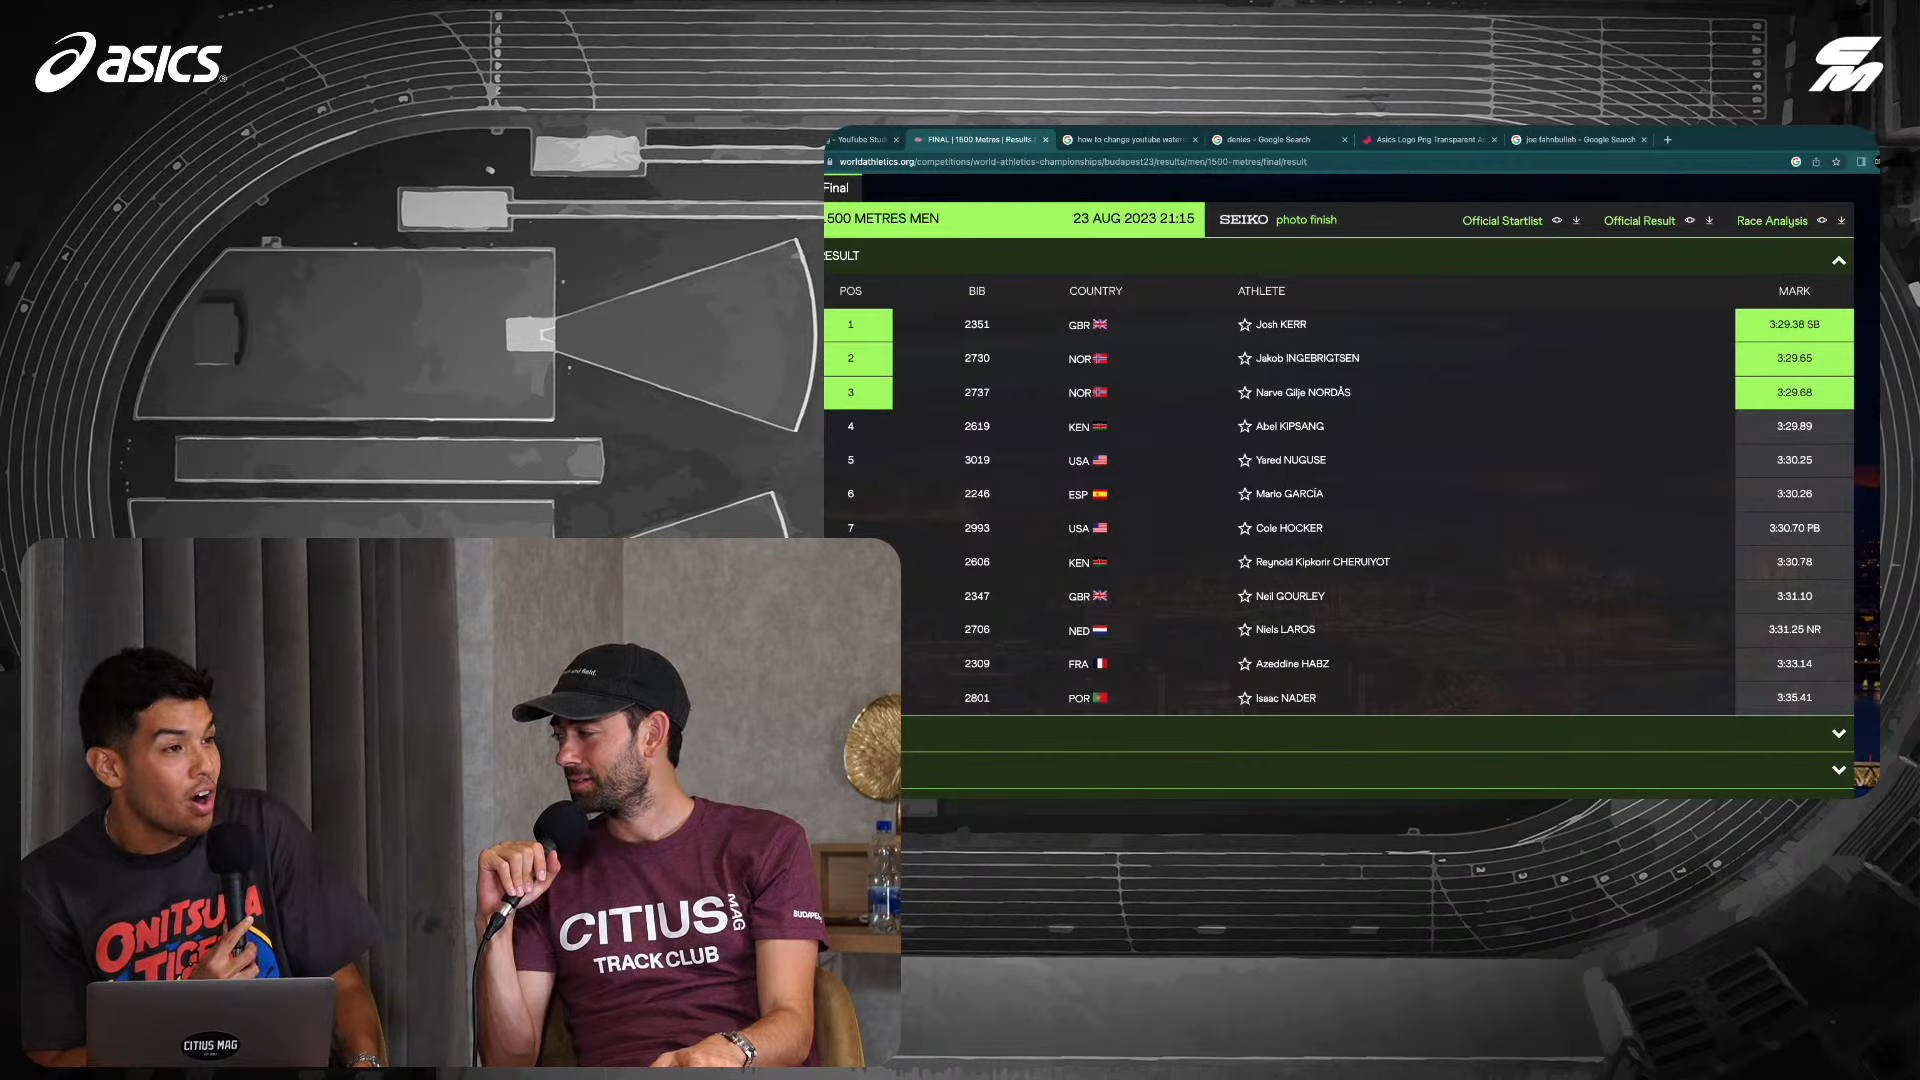 asics
- YouTube Stud
FINAL | 1500 Metres | Results |
how to change youtube water
denies - Google Search
Asics Logo Png Transparent A
joe fahnbulleh - Google Search
worldathletics.org/competitions/world-athletics-championships/budapest23/results/men/1500-metres/final/result
Final
1500 METRES MEN 23 AUG 2023 21:15 SEIKO photo finish Official Startlist Official Result Race Analysis
RESULT
POS BIB COUNTRY ATHLETE MARK
1 2351 GBR Josh KERR 3:29.38 SB
2 2730 NOR Jakob INGEBRIGTSEN 3:29.65
3 2737 NOR Narve Gilje NORDÅS 3:29.68
4 2619 KEN Abel KIPSANG 3:29.89
5 3019 USA Yared NUGUSE 3:30.25
6 2246 ESP Mario GARCÍA 3:30.26
7 2993 USA Cole HOCKER 3:30.70 PB
2606 KEN Reynold Kipkorir CHERUIYOT 3:30.78
2347 GBR Neil GOURLEY 3:31.10
2706 NED Niels LAROS 3:31.25 NR
2309 FRA Azeddine HABZ 3:33.14
2801 POR Isaac NADER 3:35.41
and field.
ONITSUKA
TIGE
CITIUS MAG
TRACK CLUB
BUDAPEST
CITIUS MAG